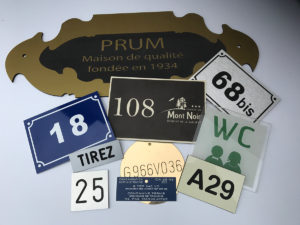 PRUM
Maison de qualité
fondée en 1934
68 bis
108
Mont Noir
18
WC
TIREZ
G966V036
25
A29